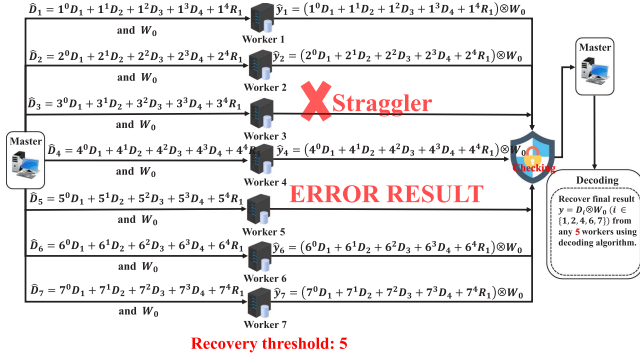 D̂₁ = 1⁰D₁ + 1¹D₂ + 1²D₃ + 1³D₄ + 1⁴R₁
and W₀
Worker 1
ŷ₁ = (1⁰D₁ + 1¹D₂ + 1²D₃ + 1³D₄ + 1⁴R₁)⊗W₀
D̂₂ = 2⁰D₁ + 2¹D₂ + 2²D₃ + 2³D₄ + 2⁴R₁
and W₀
Worker 2
ŷ₂ = (2⁰D₁ + 2¹D₂ + 2²D₃ + 2³D₄ + 2⁴R₁)⊗W₀
D̂₃ = 3⁰D₁ + 3¹D₂ + 3²D₃ + 3³D₄ + 3⁴R₁
and W₀
Worker 3
Straggler
Master
D̂₄ = 4⁰D₁ + 4¹D₂ + 4²D₃ + 4³D₄ + 4⁴R₁
and W₀
Worker 4
ŷ₄ = (4⁰D₁ + 4¹D₂ + 4²D₃ + 4³D₄ + 4⁴R₁)⊗W₀
D̂₅ = 5⁰D₁ + 5¹D₂ + 5²D₃ + 5³D₄ + 5⁴R₁
and W₀
Worker 5
ERROR RESULT
D̂₆ = 6⁰D₁ + 6¹D₂ + 6²D₃ + 6³D₄ + 6⁴R₁
and W₀
Worker 6
ŷ₆ = (6⁰D₁ + 6¹D₂ + 6²D₃ + 6³D₄ + 6⁴R₁)⊗W₀
D̂₇ = 7⁰D₁ + 7¹D₂ + 7²D₃ + 7³D₄ + 7⁴R₁
and W₀
Worker 7
ŷ₇ = (7⁰D₁ + 7¹D₂ + 7²D₃ + 7³D₄ + 7⁴R₁)⊗W₀
Checking
Master
Decoding
Recover final result
y = Dᵢ⊗W₀ (i ∈
{1, 2, 4, 6, 7}) from
any 5 workers using
decoding algorithm.
Recovery threshold: 5